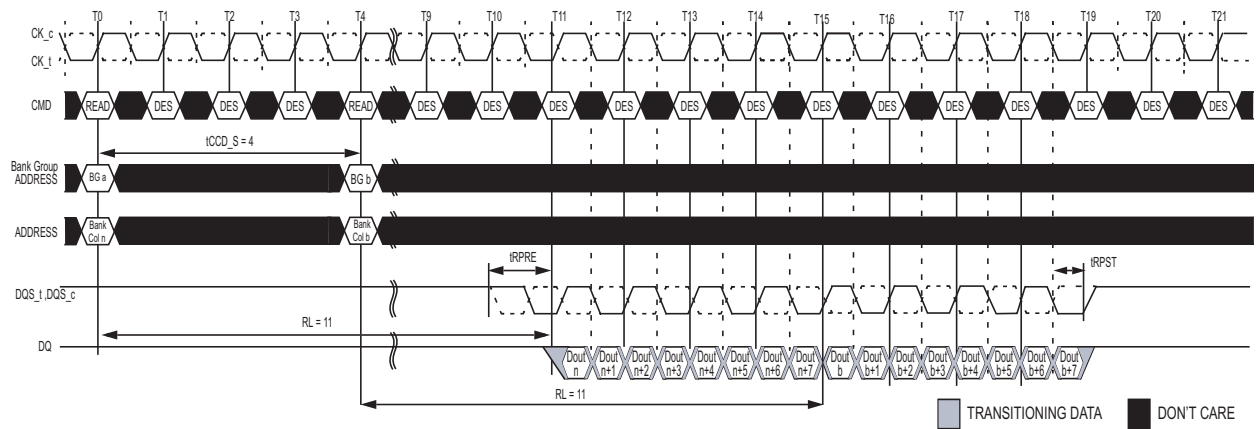 T0 T1 T2 T3 T4 T9 T10 T11 T12 T13 T14 T15 T16 T17 T18 T19 T20 T21
CK_c
CK_t
CMD READ DES DES DES READ DES DES DES DES DES DES DES DES DES DES DES DES DES
tCCD_S = 4
Bank Group
ADDRESS
BG a BG b
ADDRESS
Bank
Col n
Bank
Col b
tRPRE tRPST
DQS_t ,DQS_c
RL = 11
DQ
Dout
n
Dout
n+1
Dout
n+2
Dout
n+3
Dout
n+4
Dout
n+5
Dout
n+6
Dout
n+7
Dout
b
Dout
b+1
Dout
b+2
Dout
b+3
Dout
b+4
Dout
b+5
Dout
b+6
Dout
b+7
RL = 11
TRANSITIONING DATA DON'T CARE